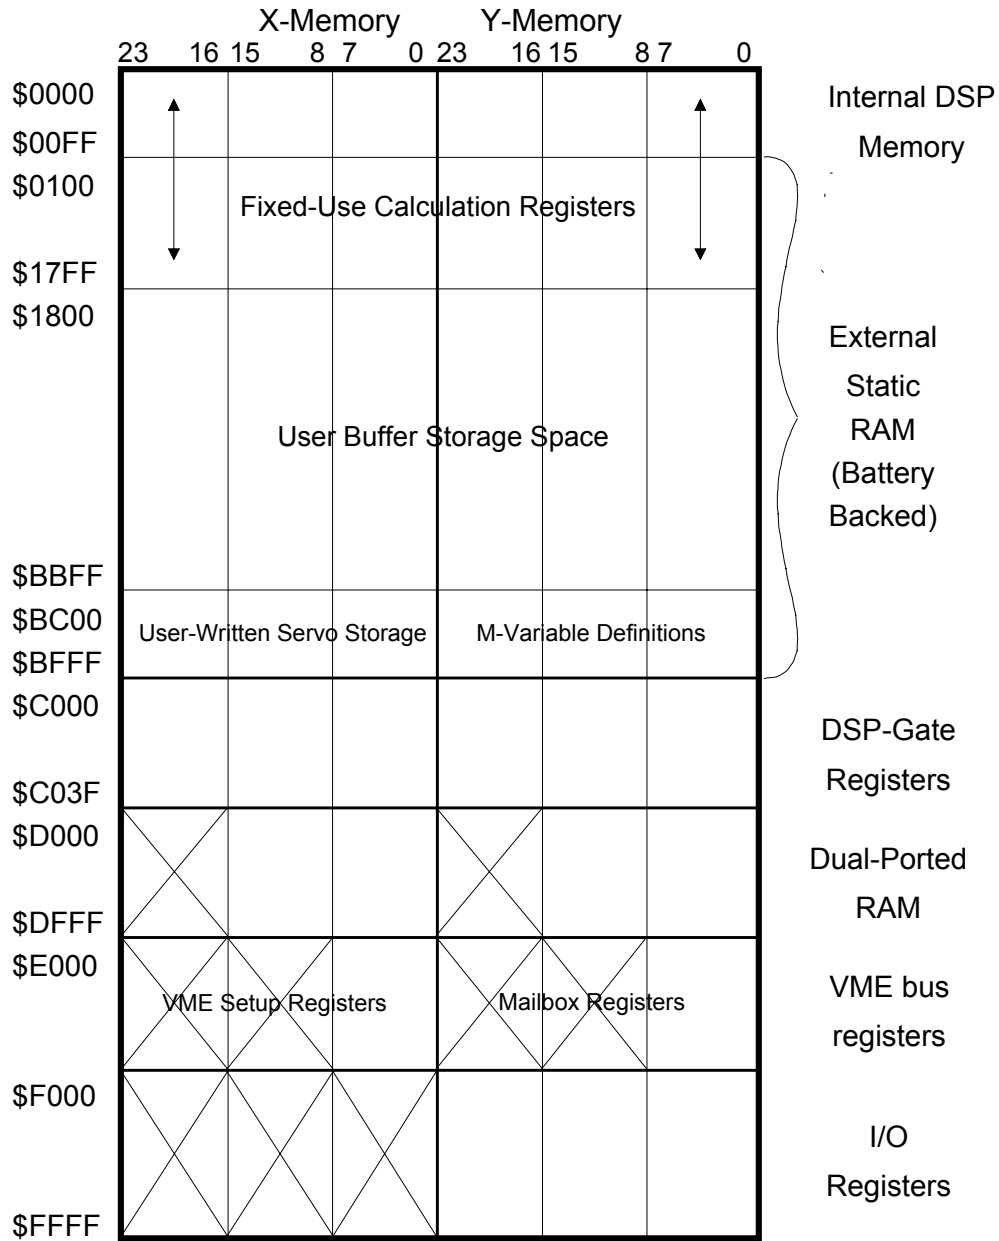 X-Memory Y-Memory
23 16 15 8 7 0 23 16 15 8 7 0
$0000
Internal DSP
$00FF
Memory
$0100
Fixed-Use Calculation Registers
$17FF
$1800
External
Static
RAM
(Battery
Backed)
User Buffer Storage Space
$BBFF
$BC00
User-Written Servo Storage M-Variable Definitions
$BFFF
$C000
DSP-Gate
Registers
$C03F
$D000
Dual-Ported
RAM
$DFFF
$E000
VME Setup Registers Mailbox Registers
VME bus
registers
$F000
I/O
Registers
$FFFF